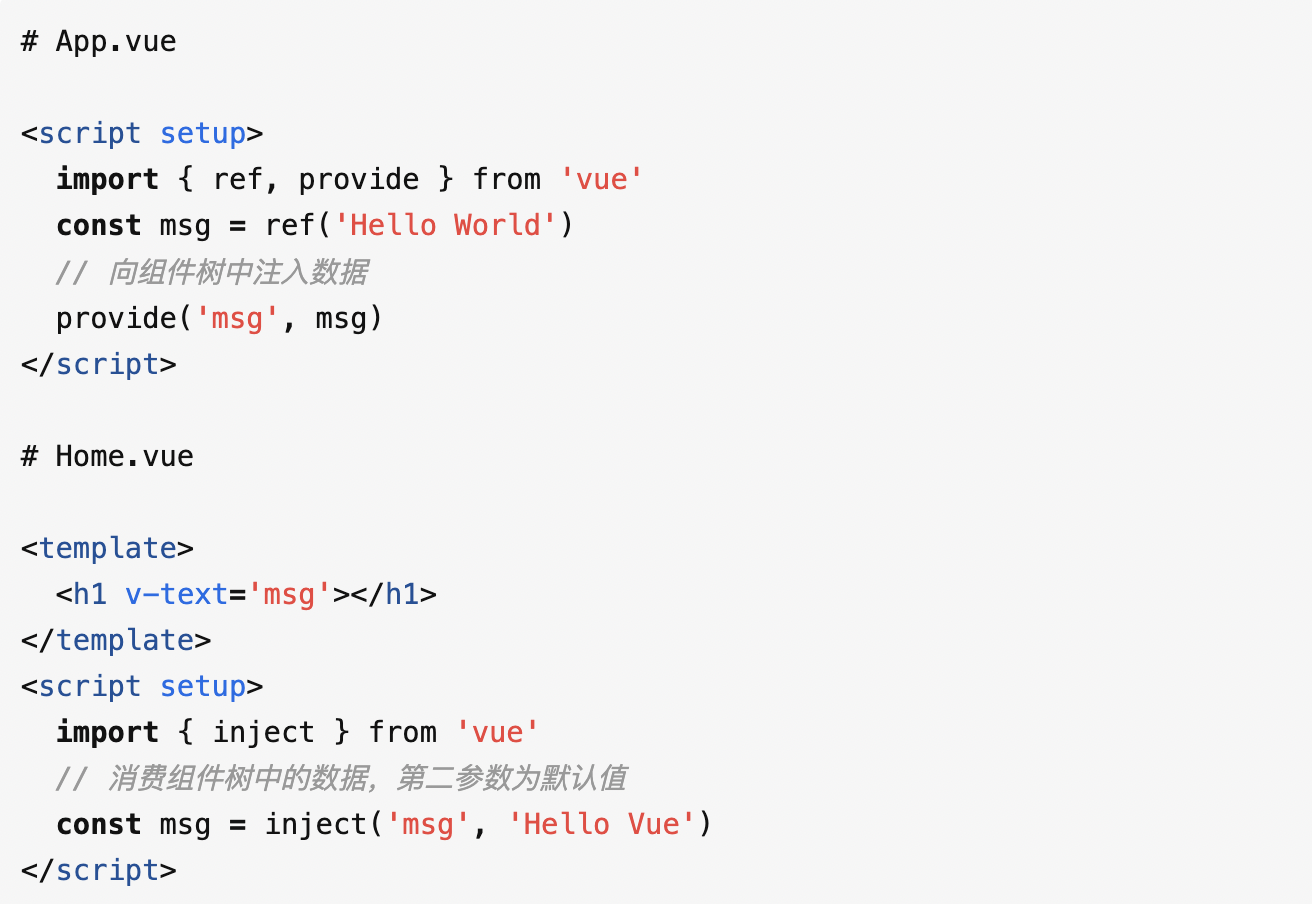 # App.vue
<script setup>
import { ref, provide } from 'vue'
const msg = ref('Hello World')
// 向组件树中注入数据
provide('msg', msg)
</script>
# Home.vue
<template>
<h1 v-text='msg'></h1>
</template>
<script setup>
import { inject } from 'vue'
// 消费组件树中的数据，第二参数为默认值
const msg = inject('msg', 'Hello Vue')
</script>